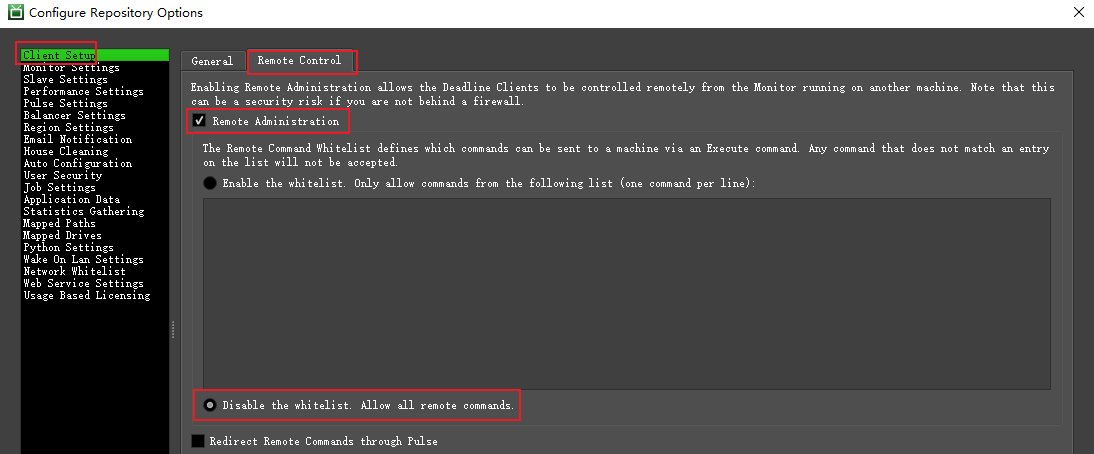 Configure Repository Options
Client Setup
Monitor Settings
Slave Settings
Performance Settings
Pulse Settings
Balancer Settings
Region Settings
Email Notification
House Cleaning
Auto Configuration
User Security
Job Settings
Application Data
Statistics Gathering
Mapped Paths
Mapped Drives
Python Settings
Wake On Lan Settings
Network Whitelist
Web Service Settings
Usage Based Licensing
General
Remote Control
Enabling Remote Administration allows the Deadline Clients to be controlled remotely from the Monitor running on another machine. Note that this
can be a security risk if you are not behind a firewall.
Remote Administration
The Remote Command Whitelist defines which commands can be sent to a machine via an Execute command. Any command that does not match an entry
on the list will not be accepted.
Enable the whitelist. Only allow commands from the following list (one command per line):
Disable the whitelist. Allow all remote commands.
Redirect Remote Commands through Pulse